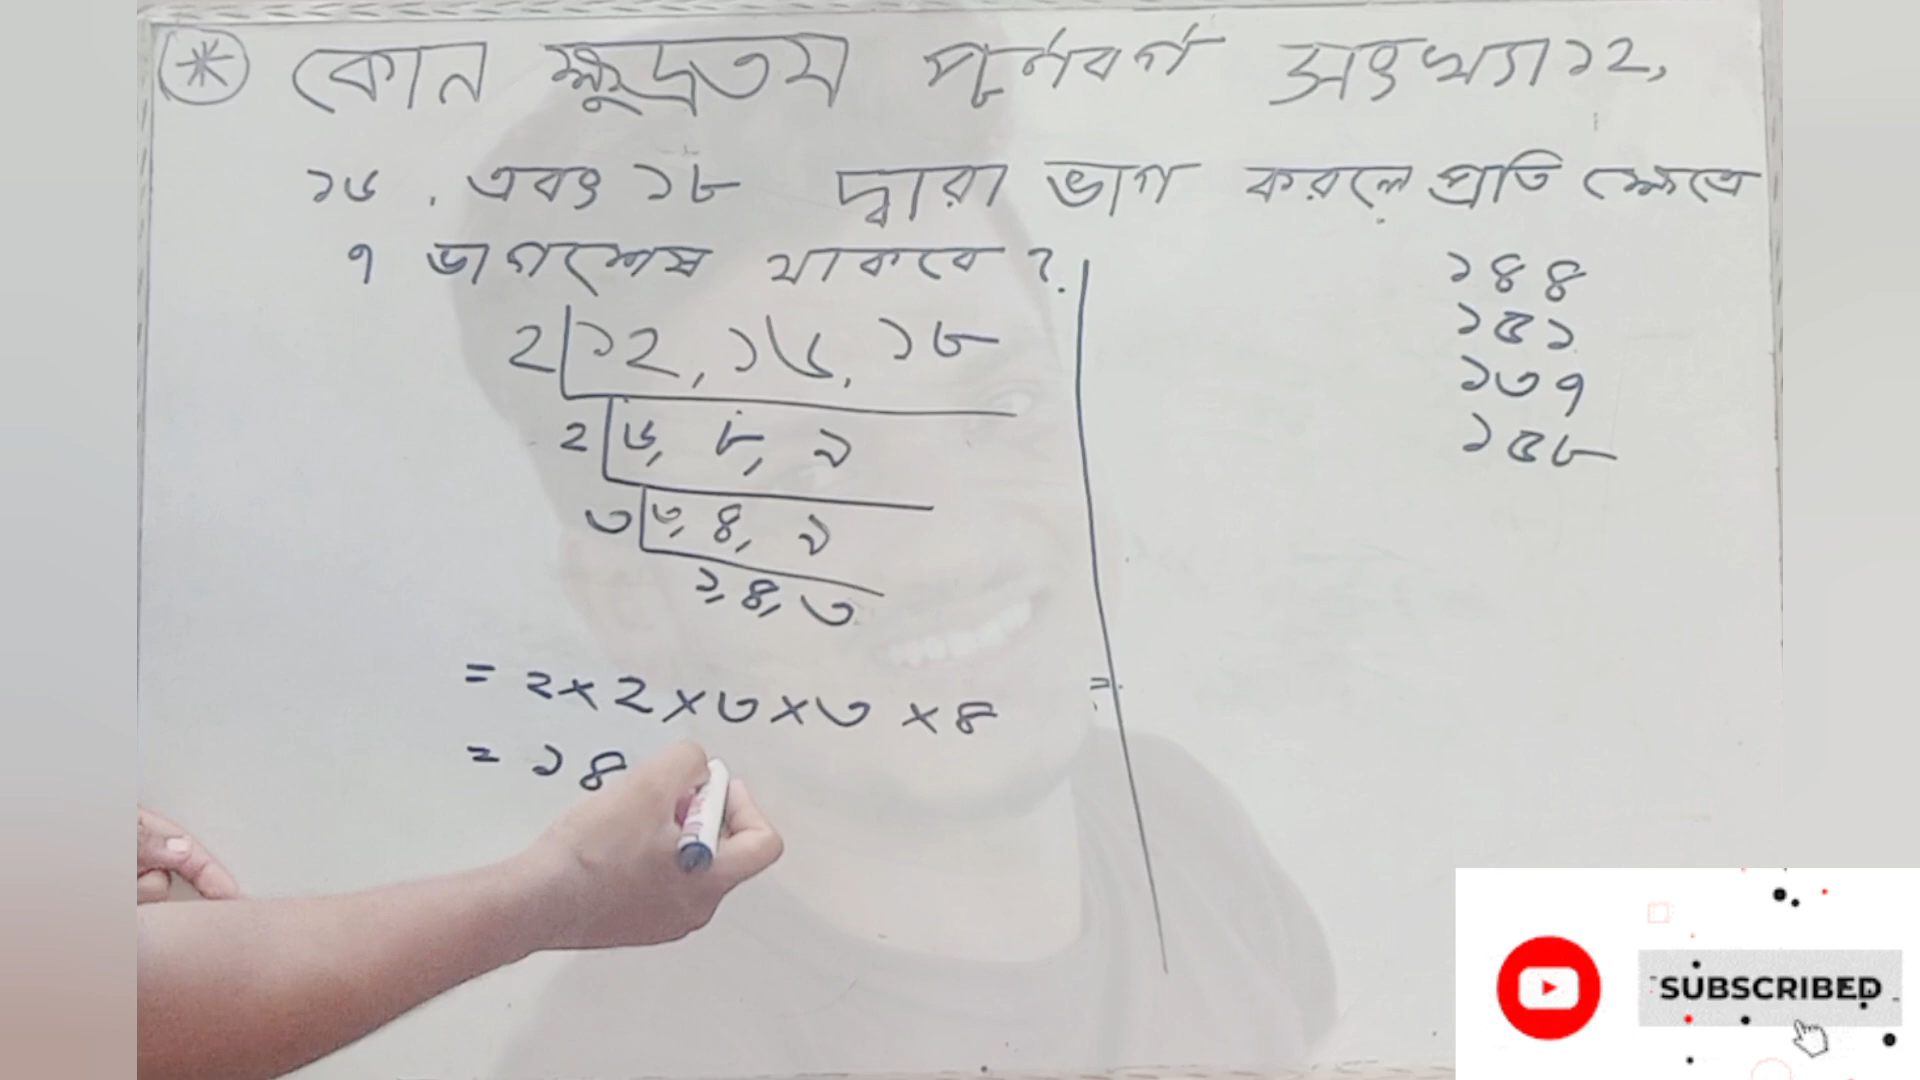 * কোন ক্ষুদ্রতম পূর্ণবর্গ সংখ্যা ১২,
১৬, এবং ১৮ দ্বারা ভাগ করলে প্রতি ক্ষেত্রে
৭ ভাগশেষ থাকবে?
২ | ১২, ১৬, ১৮
২ | ৬, ৮, ৯
৩ | ৩, ৪, ৯
১, ৪, ৩
= ২×২×৩×৩×৪
= ১৪
১৪৪
১৫১
১৩৭
১৫৮
=
SUBSCRIBED